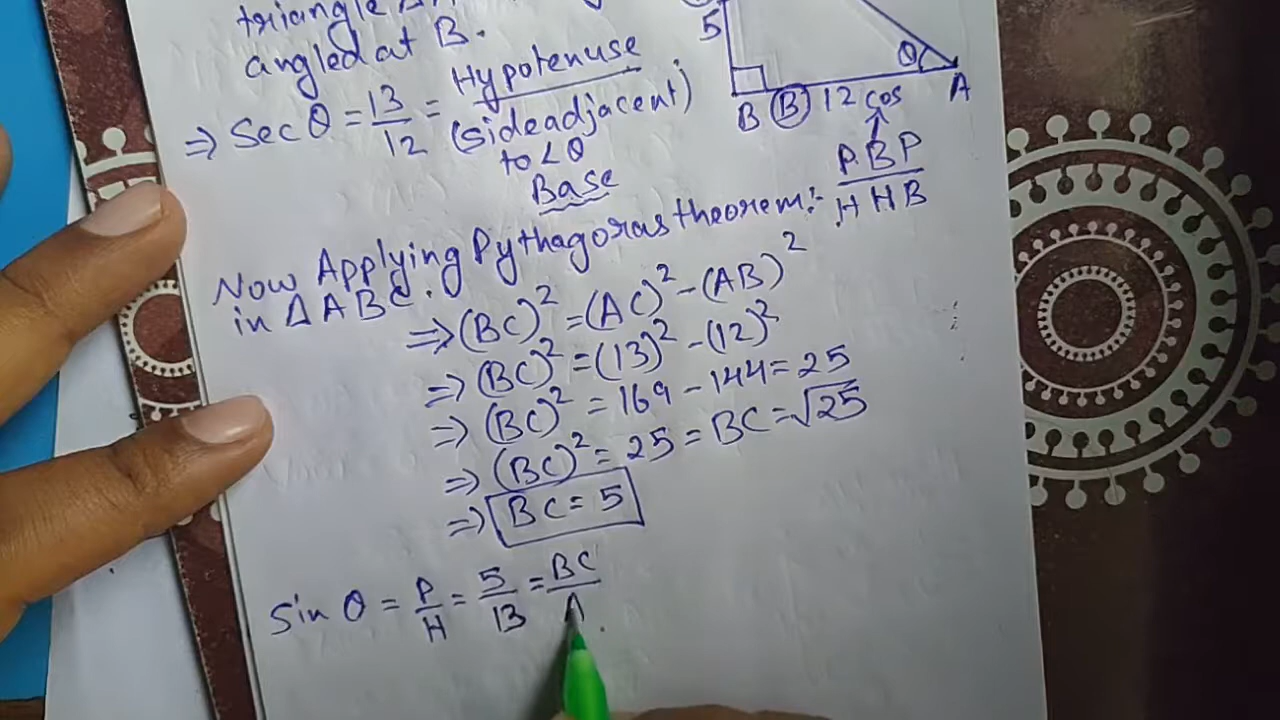 triangle
angled at B.
⇒ Sec θ = 13/12 = Hypotenuse/(side adjacent)
to ∠θ
Base
5
θ
B (B) 12 cos A
P. B P
H H B
Now Applying Pythagoras theorem:-
in ΔABC.
⇒ (BC)² = (AC)² - (AB)²
⇒ (BC)² = (13)² - (12)²
⇒ (BC)² = 169 - 144 = 25
⇒ (BC)² = 25 = BC = √25
⇒ BC = 5
Sin θ = P/H = 5/13 = BC/A